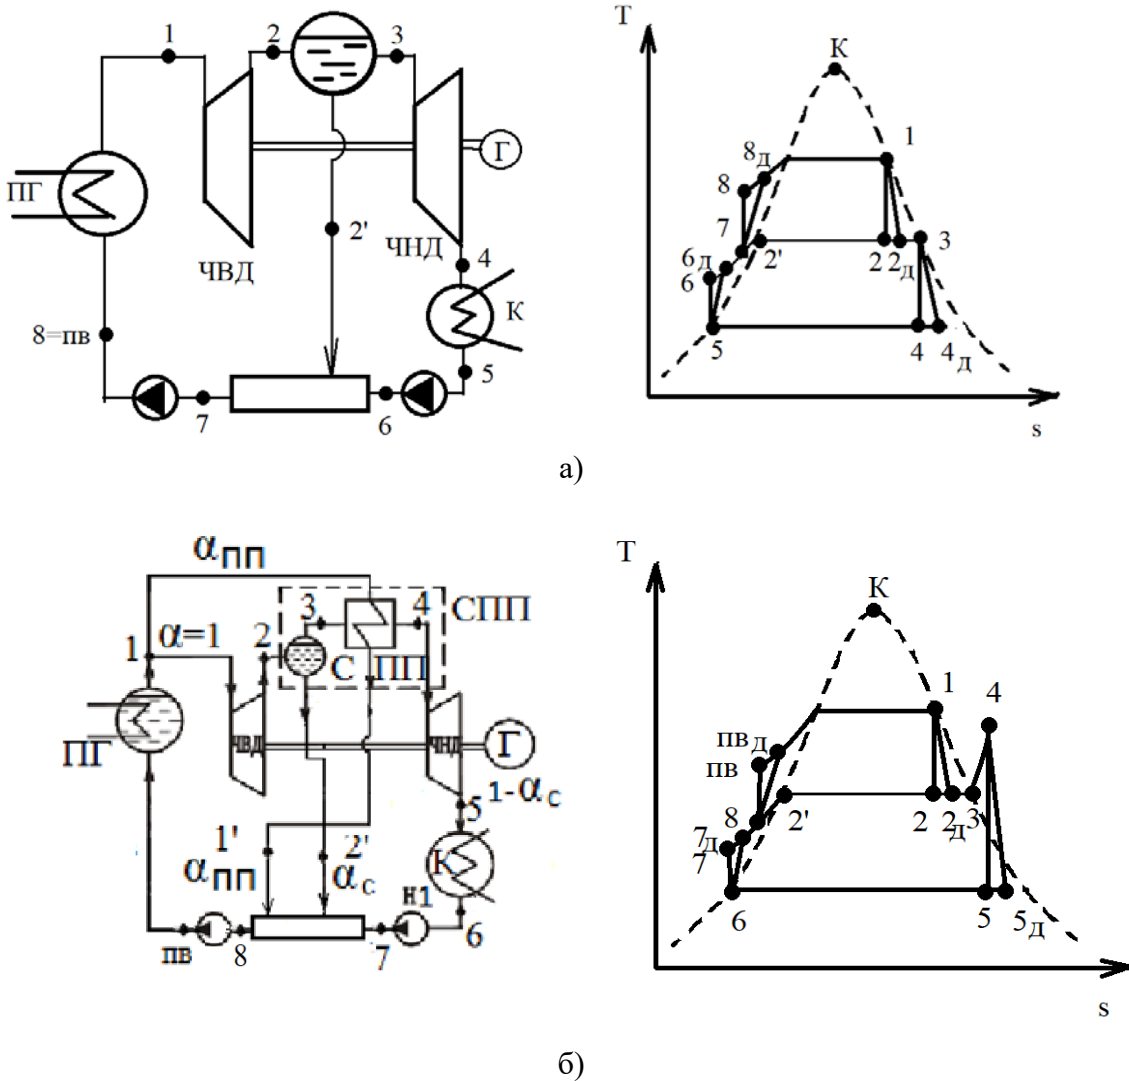 1
2
3
ПГ
ЧВД
2'
ЧНД
Г
4
К
5
8=пв
7
6
T
К
1
8д
8
7
6д
6
2'
2
2д
3
5
4
4д
s
а)
αпп
1
α=1
2
3
4
СПП
С
ПП
ПГ
ЧВД
ЧНД
Г
1-αс
5
К
1'
αпп
2'
αс
н1
6
пв
8
7
T
К
1
4
пвд
пв
8
7д
7
2'
2
2д
3
6
5
5д
s
б)